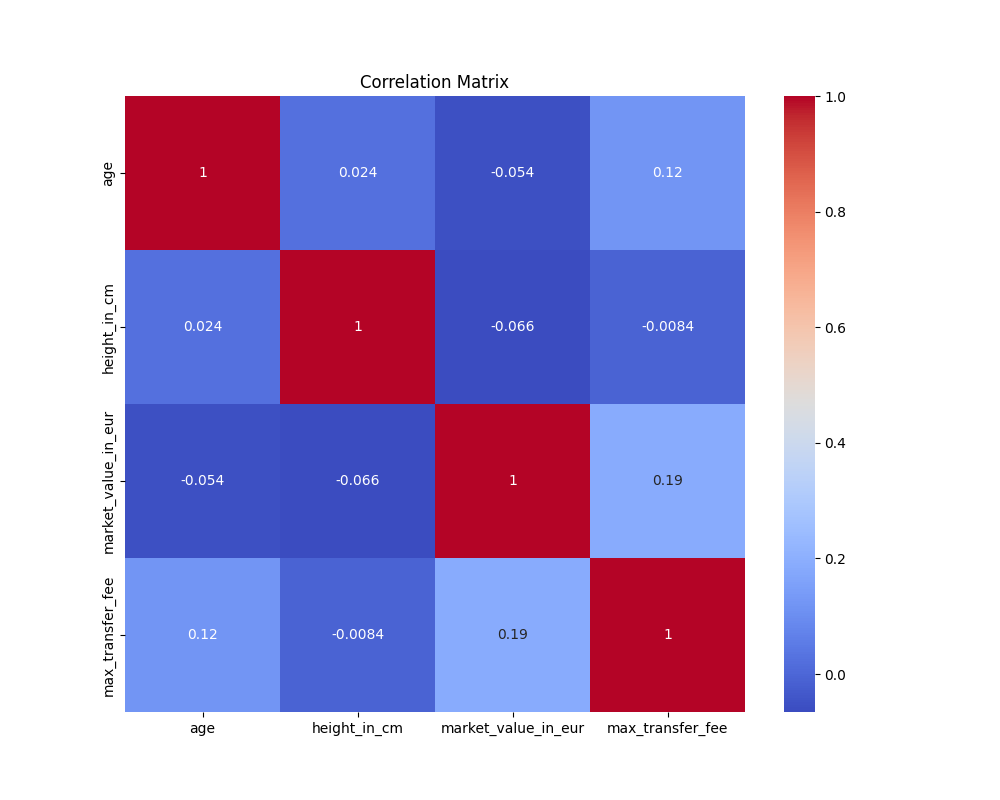 Correlation Matrix
age
1
0.024
-0.054
0.12
height_in_cm
0.024
1
-0.066
-0.0084
market_value_in_eur
-0.054
-0.066
1
0.19
max_transfer_fee
0.12
-0.0084
0.19
1
age
height_in_cm
market_value_in_eur
max_transfer_fee
1.0
0.8
0.6
0.4
0.2
0.0